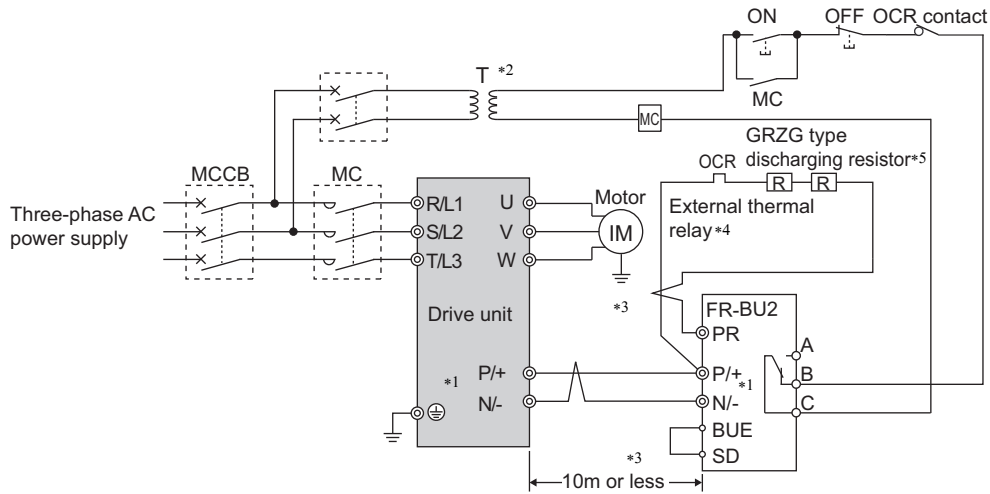 ON
OFF
OCR contact
T *2
MC
MC
GRZG type
discharging resistor*5
OCR
R
R
External thermal
relay*4
MCCB
MC
Three-phase AC
power supply
R/L1
S/L2
T/L3
U
V
W
Motor
IM
*3
Drive unit
FR-BU2
PR
P/+
N/-
*1
P/+
*1
N/-
BUE
SD
A
B
C
*3
10m or less